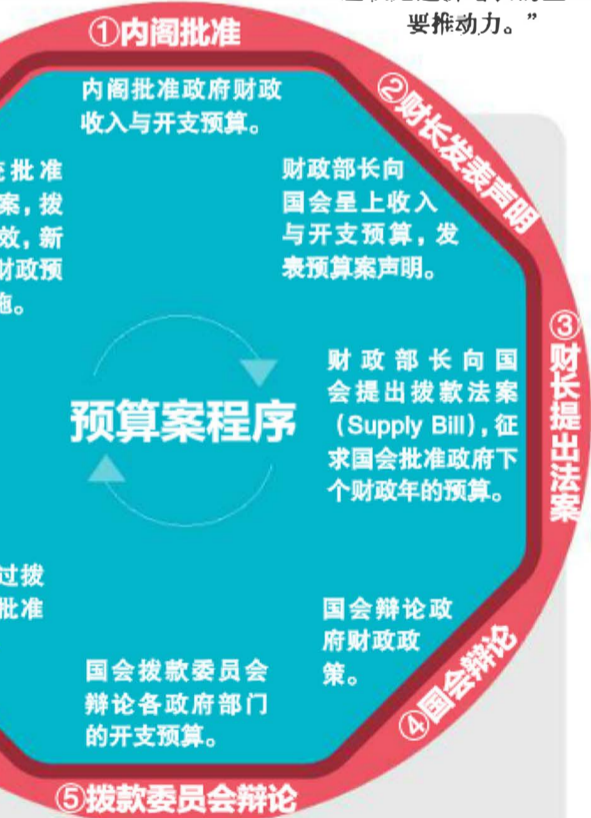 要推动力。”
①内阁批准
内阁批准政府财政
收入与开支预算。
②财长发表声明
财政部长向
国会呈上收入
与开支预算，发
表预算案声明。
③财长提出法案
财政部长向国
会提出拨款法案
（Supply Bill），征
求国会批准政府下
个财政年的预算。
④国会辩论
国会辩论政
府财政政
策。
⑤拨款委员会辩论
国会拨款委员会
辩论各政府部门
的开支预算。
过拨
批准
批准
案，拨
效，新
财政预
施。
预算案程序